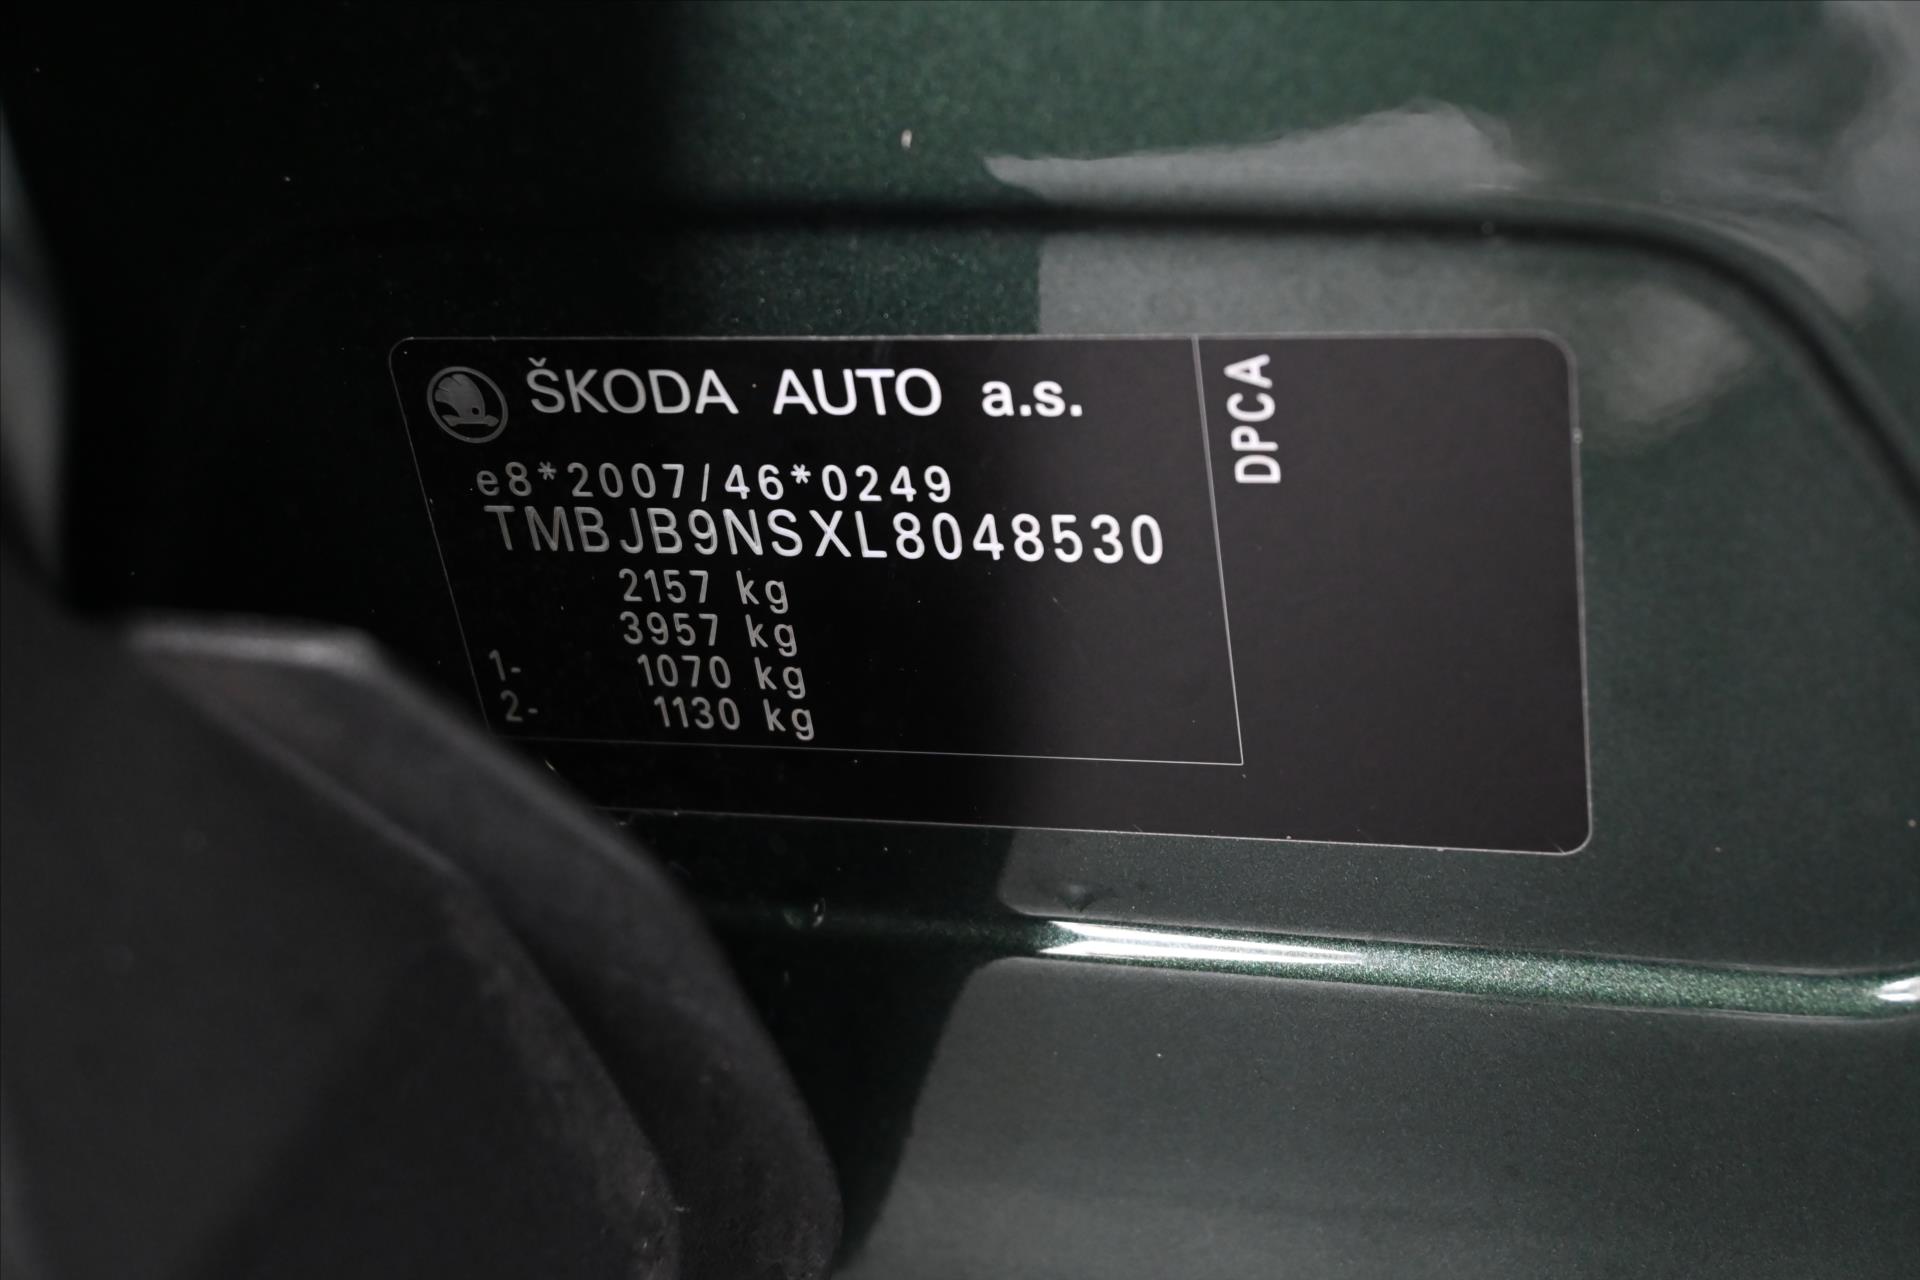 ŠKODA AUTO a.s.
e8*2007/46*0249
TMBJB9NSXL8048530
2157 kg
3957 kg
1- 1070 kg
2- 1130 kg
DPCA